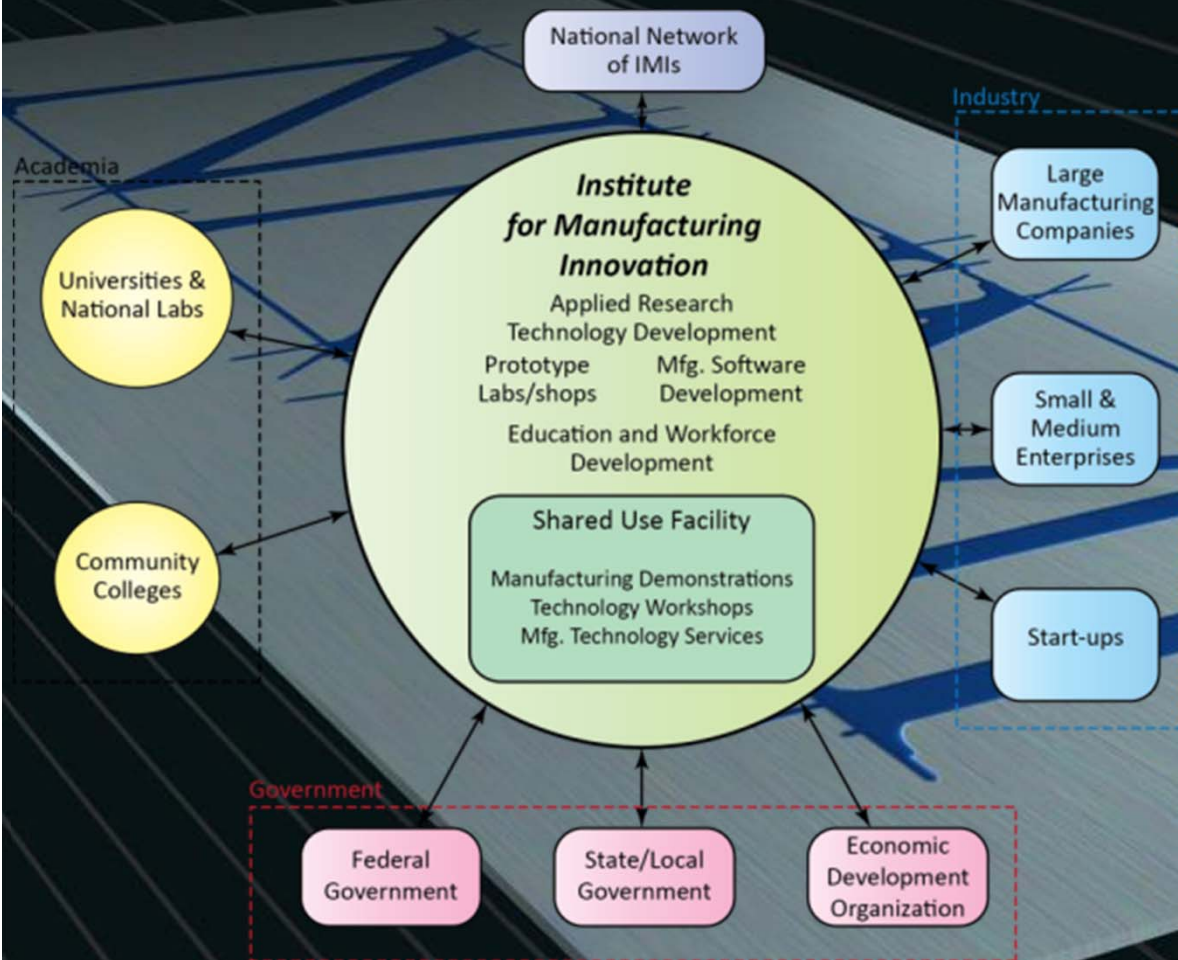 National Network
of IMIs
Industry
Academia
Large
Manufacturing
Companies
Institute
for Manufacturing
Innovation
Universities &
National Labs
Applied Research
Technology Development
Prototype
Labs/shops
Mfg. Software
Development
Small &
Medium
Enterprises
Education and Workforce
Development
Shared Use Facility
Community
Colleges
Manufacturing Demonstrations
Technology Workshops
Mfg. Technology Services
Start-ups
Government
Federal
Government
State/Local
Government
Economic
Development
Organization